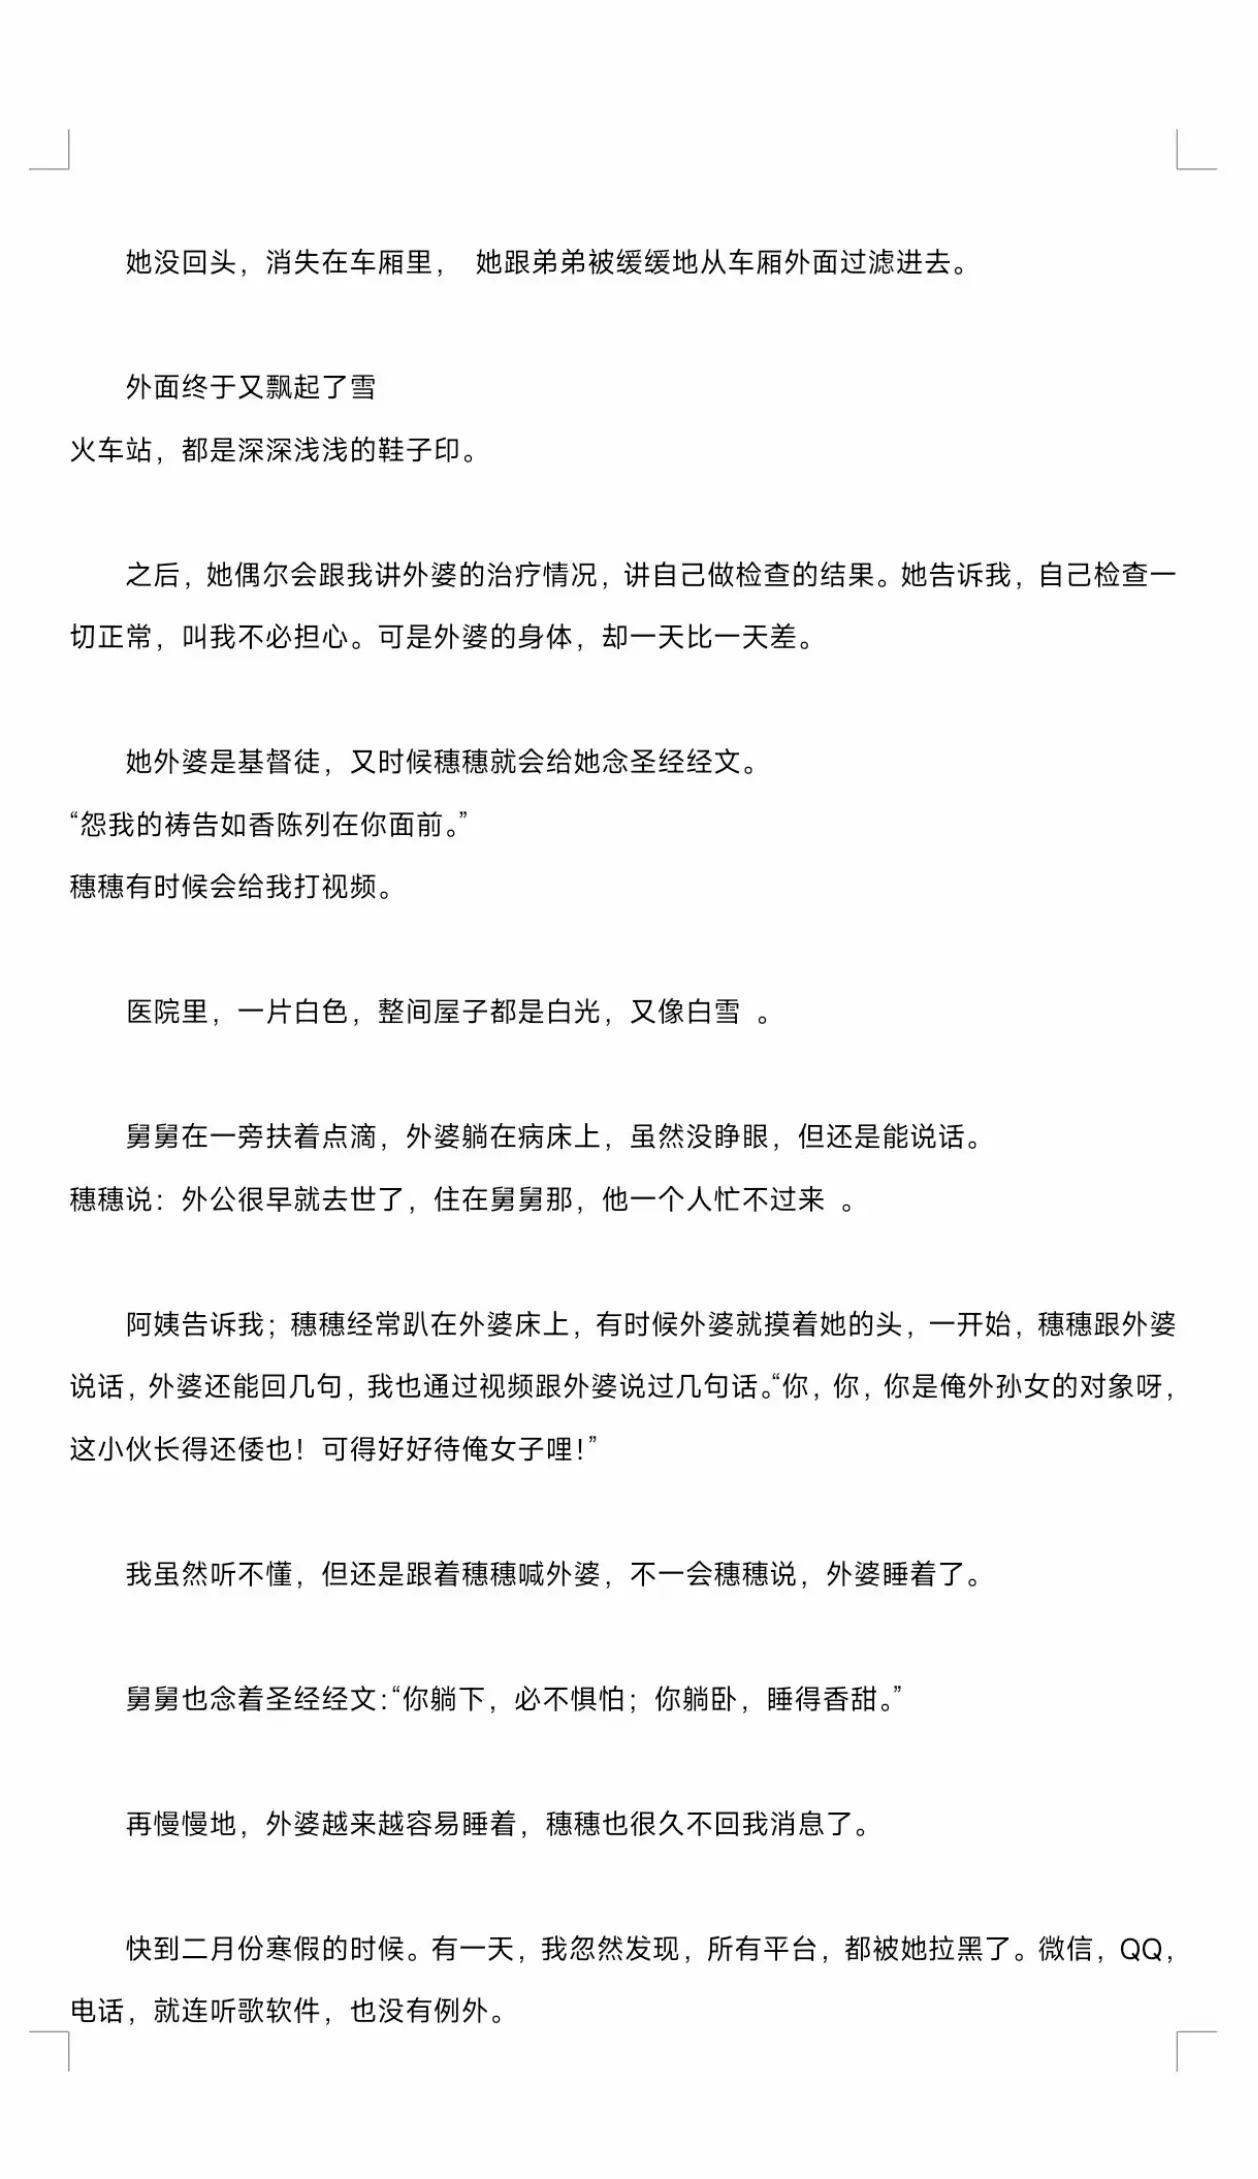 她没回头，消失在车厢里， 她跟弟弟被缓缓地从车厢外面过滤进去。
外面终于又飘起了雪
火车站，都是深深浅浅的鞋子印。
之后，她偶尔会跟我讲外婆的治疗情况，讲自己做检查的结果。她告诉我，自己检查一
切正常，叫我不必担心。可是外婆的身体，却一天比一天差。
她外婆是基督徒，又时候穗穗就会给她念圣经经文。
“怨我的祷告如香陈列在你面前。”
穗穗有时候会给我打视频。
医院里，一片白色，整间屋子都是白光，又像白雪 。
舅舅在一旁扶着点滴，外婆躺在病床上，虽然没睁眼，但还是能说话。
穗穗说：外公很早就去世了，住在舅舅那，他一个人忙不过来 。
阿姨告诉我；穗穗经常趴在外婆床上，有时候外婆就摸着她的头，一开始，穗穗跟外婆
说话，外婆还能回几句，我也通过视频跟外婆说过几句话。“你，你，你是俺外孙女的对象呀，
这小伙长得还倭也！可得好好待俺女子哩！”
我虽然听不懂，但还是跟着穗穗喊外婆，不一会穗穗说，外婆睡着了。
舅舅也念着圣经经文：“你躺下，必不惧怕；你躺卧，睡得香甜。”
再慢慢地，外婆越来越容易睡着，穗穗也很久不回我消息了。
快到二月份寒假的时候。有一天，我忽然发现，所有平台，都被她拉黑了。微信，QQ，
电话，就连听歌软件，也没有例外。